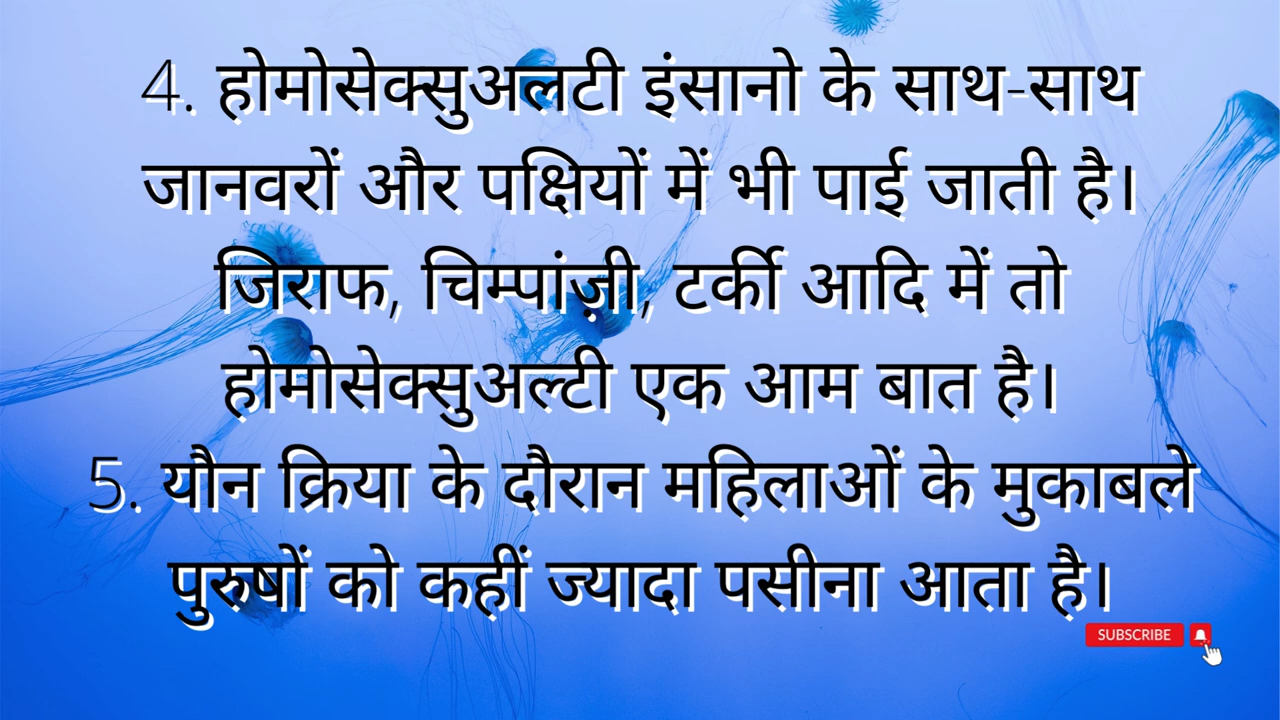 4. होमोसेक्सुअलटी इंसानो के साथ-साथ
जानवरों और पक्षियों में भी पाई जाती है।
जिराफ, चिम्पांज़ी, टर्की आदि में तो
होमोसेक्सुअल्टी एक आम बात है।
5. यौन क्रिया के दौरान महिलाओं के मुकाबले
पुरुषों को कहीं ज्यादा पसीना आता है।
SUBSCRIBE